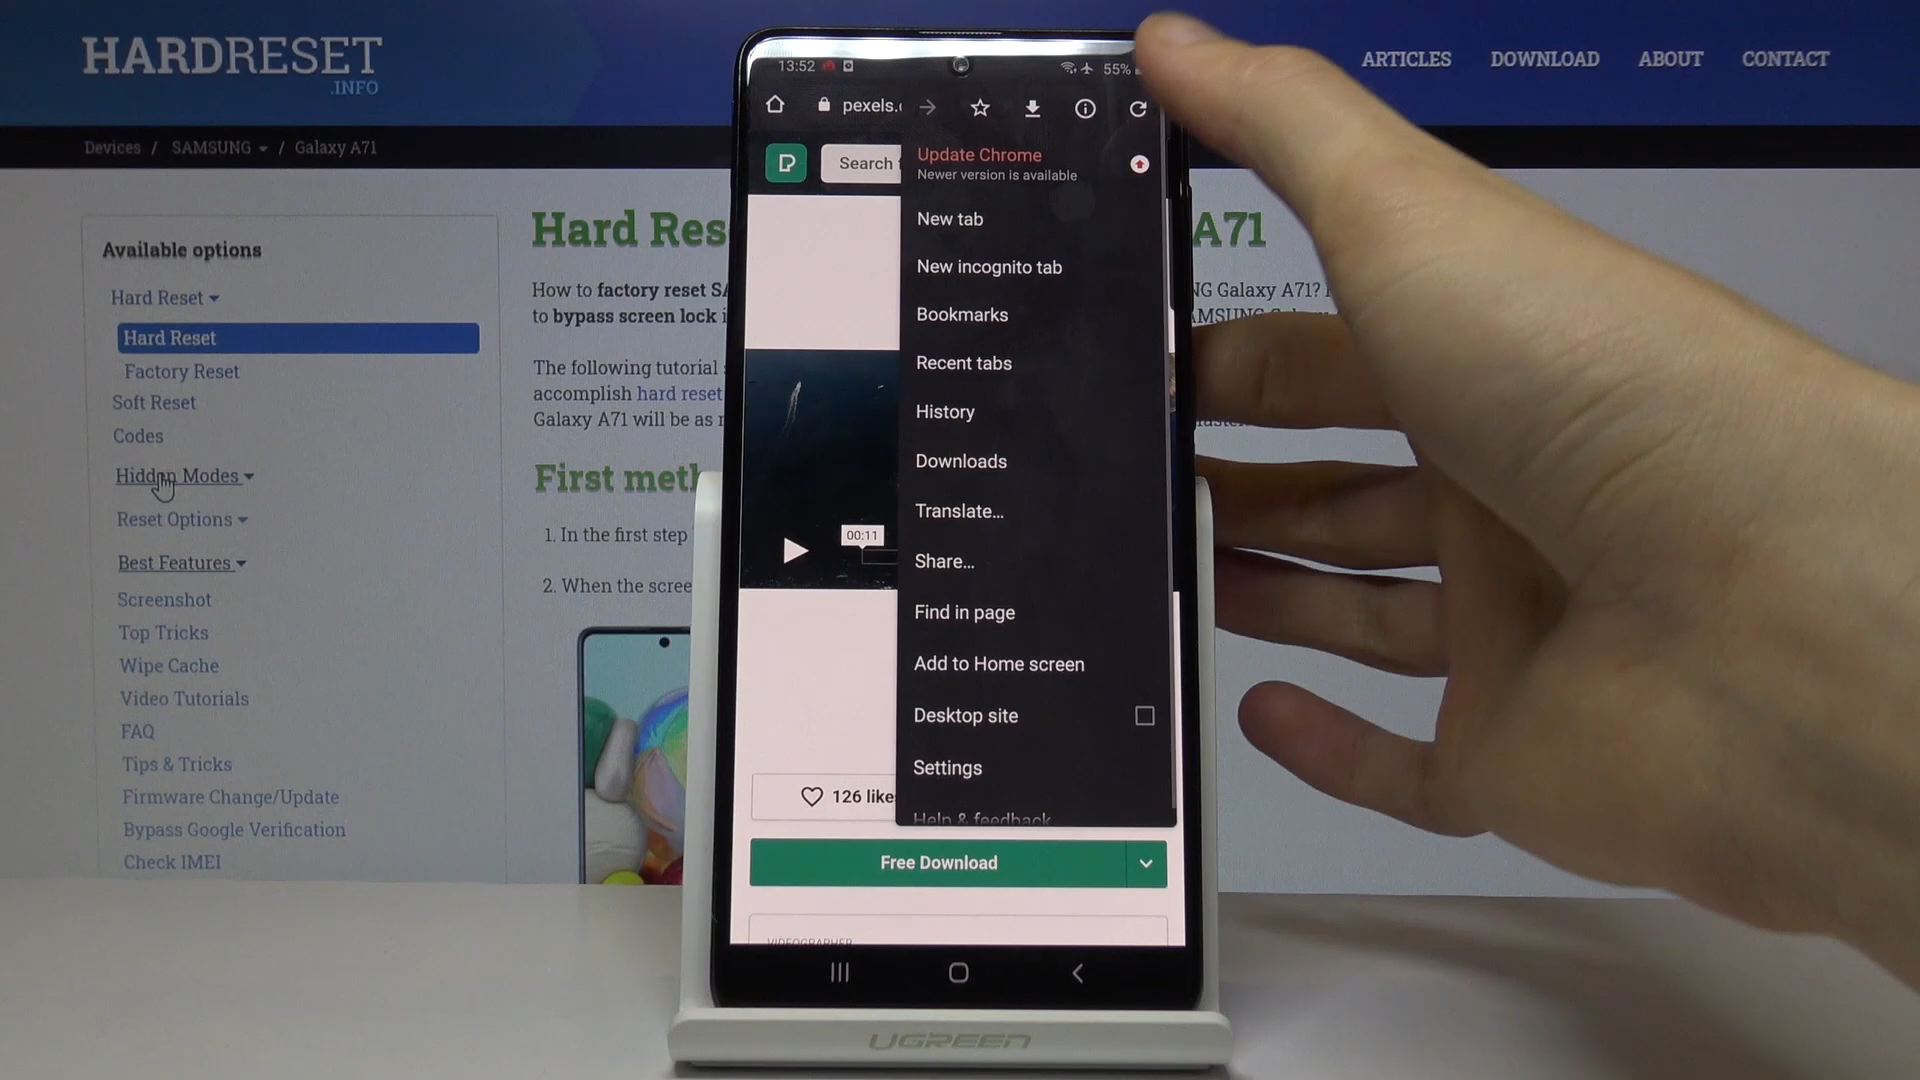 HARDRESET
.INFO
ARTICLES DOWNLOAD ABOUT CONTACT
Devices / SAMSUNG / Galaxy A71
Available options
Hard Reset
Hard Reset
Factory Reset
Soft Reset
Codes
Hidden Modes
Reset Options
Best Features
Screenshot
Top Tricks
Wipe Cache
Video Tutorials
FAQ
Tips & Tricks
Firmware Change/Update
Bypass Google Verification
Check IMEI
Hard Res A71
How to factory reset SA NG Galaxy A71?
to bypass screen lock i AMSUNG Galaxy
The following tutorial
accomplish hard reset
Galaxy A71 will be as
First meth
1. In the first step
2. When the scree
13:52 55%
pexels.
Search f
Update Chrome
Newer version is available
New tab
New incognito tab
Bookmarks
Recent tabs
History
Downloads
Translate...
Share...
Find in page
Add to Home screen
Desktop site
Settings
Help & feedback
00:11
126 like
Free Download
VIDEOGRAPHER
UGREEN